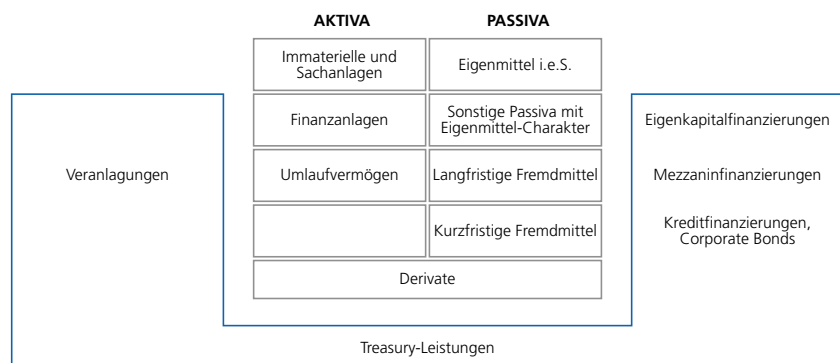 AKTIVA
PASSIVA
Immaterielle und
Sachanlagen
Eigenmittel i.e.S.
Finanzanlagen
Sonstige Passiva mit
Eigenmittel-Charakter
Eigenkapitalfinanzierungen
Veranlagungen
Umlaufvermögen
Langfristige Fremdmittel
Mezzaninfinanzierungen
Kurzfristige Fremdmittel
Kreditfinanzierungen,
Corporate Bonds
Derivate
Treasury-Leistungen